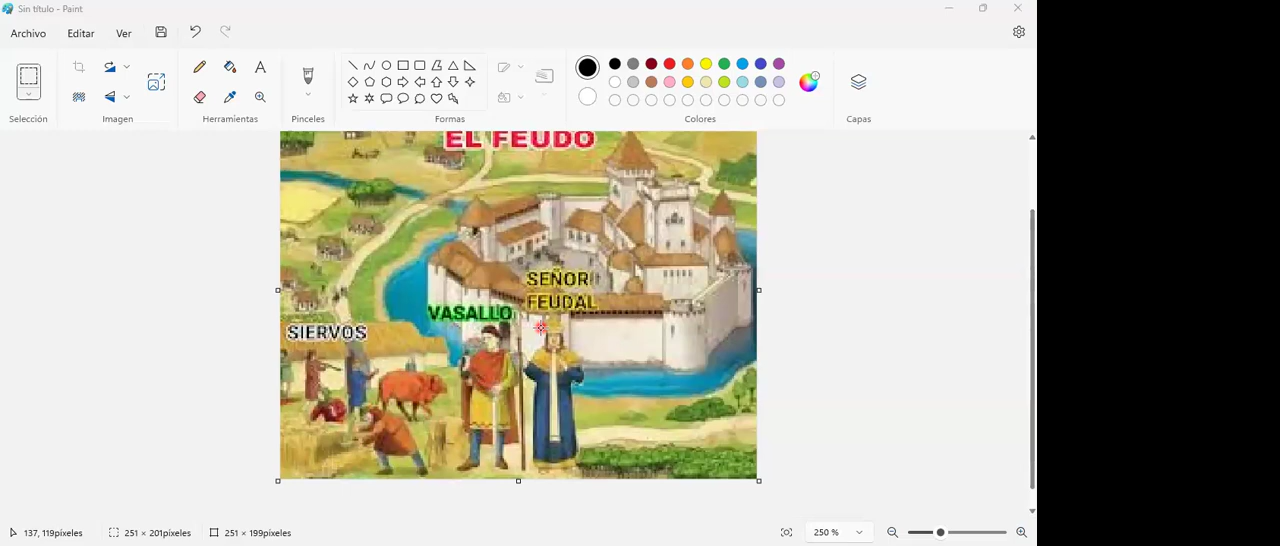 Sin título - Paint
Archivo Editar Ver
Selección Imagen Herramientas Pinceles Formas Colores Capas
EL FEUDO
SEÑOR
FEUDAL
VASALLO
SIERVOS
137, 119píxeles 251 × 201píxeles 251 × 199píxeles 250 %